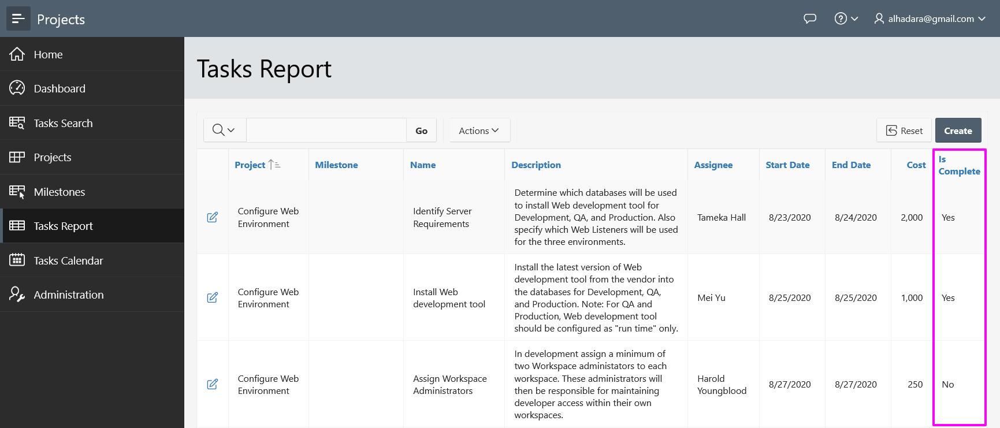 Projects
alhadara@gmail.com
Home
Dashboard
Tasks Search
Projects
Milestones
Tasks Report
Tasks Calendar
Administration
Tasks Report
Go
Actions
Reset
Create
Project
Milestone
Name
Description
Assignee
Start Date
End Date
Cost
Is
Complete
Configure Web
Environment
Identify Server
Requirements
Determine which databases will be used
to install Web development tool for
Development, QA, and Production. Also
specify which Web Listeners will be used
for the three environments.
Tameka Hall
8/23/2020
8/24/2020
2,000
Yes
Configure Web
Environment
Install Web
development tool
Install the latest version of Web
development tool from the vendor into
the databases for Development, QA,
and Production. Note: For QA and
Production, Web development tool
should be configured as "run time" only.
Mei Yu
8/25/2020
8/25/2020
1,000
Yes
Configure Web
Environment
Assign Workspace
Administrators
In development assign a minimum of
two Workspace administators to each
workspace. These administrators will
then be responsible for maintaining
developer access within their own
workspaces.
Harold
Youngblood
8/27/2020
8/27/2020
250
No